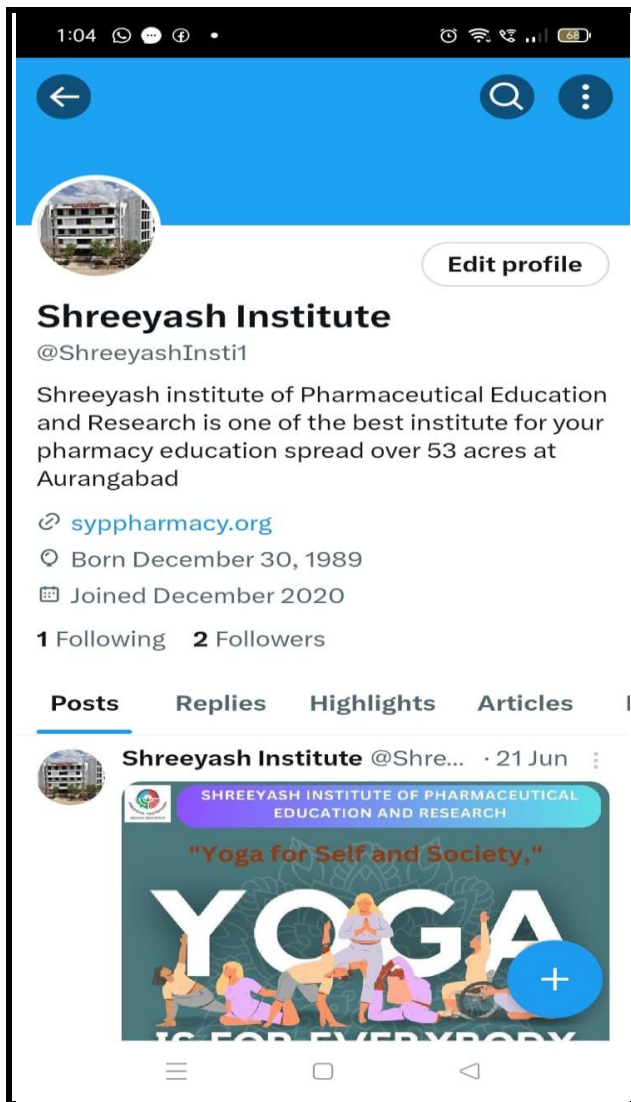 1:04
68
Edit profile
Shreeyash Institute
@ShreeyashInsti1
Shreeyash institute of Pharmaceutical Education
and Research is one of the best institute for your
pharmacy education spread over 53 acres at
Aurangabad
syppharmacy.org
Born December 30, 1989
Joined December 2020
1 Following 2 Followers
Posts Replies Highlights Articles
Shreeyash Institute @Shre... · 21 Jun
SHREEYASH INSTITUTE OF PHARMACEUTICAL
EDUCATION AND RESEARCH
"Yoga for Self and Society,"
YOGA
IS FOR EVERYBODY